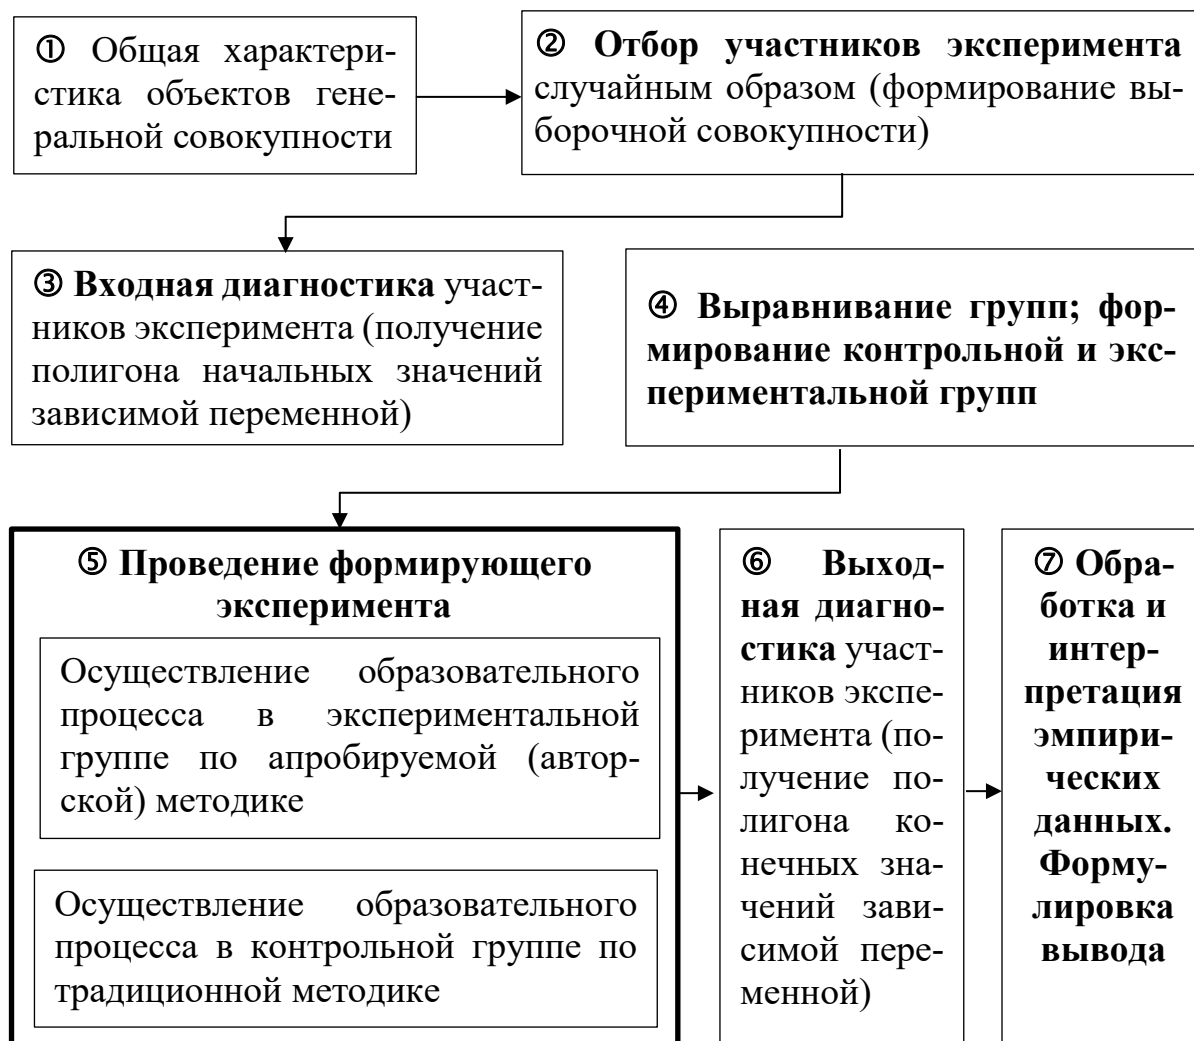 ① Общая характери-
стика объектов гене-
ральной совокупности
② Отбор участников эксперимента
случайным образом (формирование вы-
борочной совокупности)
③ Входная диагностика участ-
ников эксперимента (получение
полигона начальных значений
зависимой переменной)
④ Выравнивание групп; фор-
мирование контрольной и экс-
периментальной групп
⑤ Проведение формирующего
эксперимента
Осуществление образовательного
процесса в экспериментальной
группе по апробируемой (автор-
ской) методике
Осуществление образовательного
процесса в контрольной группе по
традиционной методике
⑥ Выход-
ная диагно-
стика участ-
ников экспе-
римента (по-
лучение по-
лигона ко-
нечных зна-
чений зави-
симой пере-
менной)
⑦ Обра-
ботка и
интер-
претация
эмпири-
ческих
данных.
Форму-
лировка
вывода